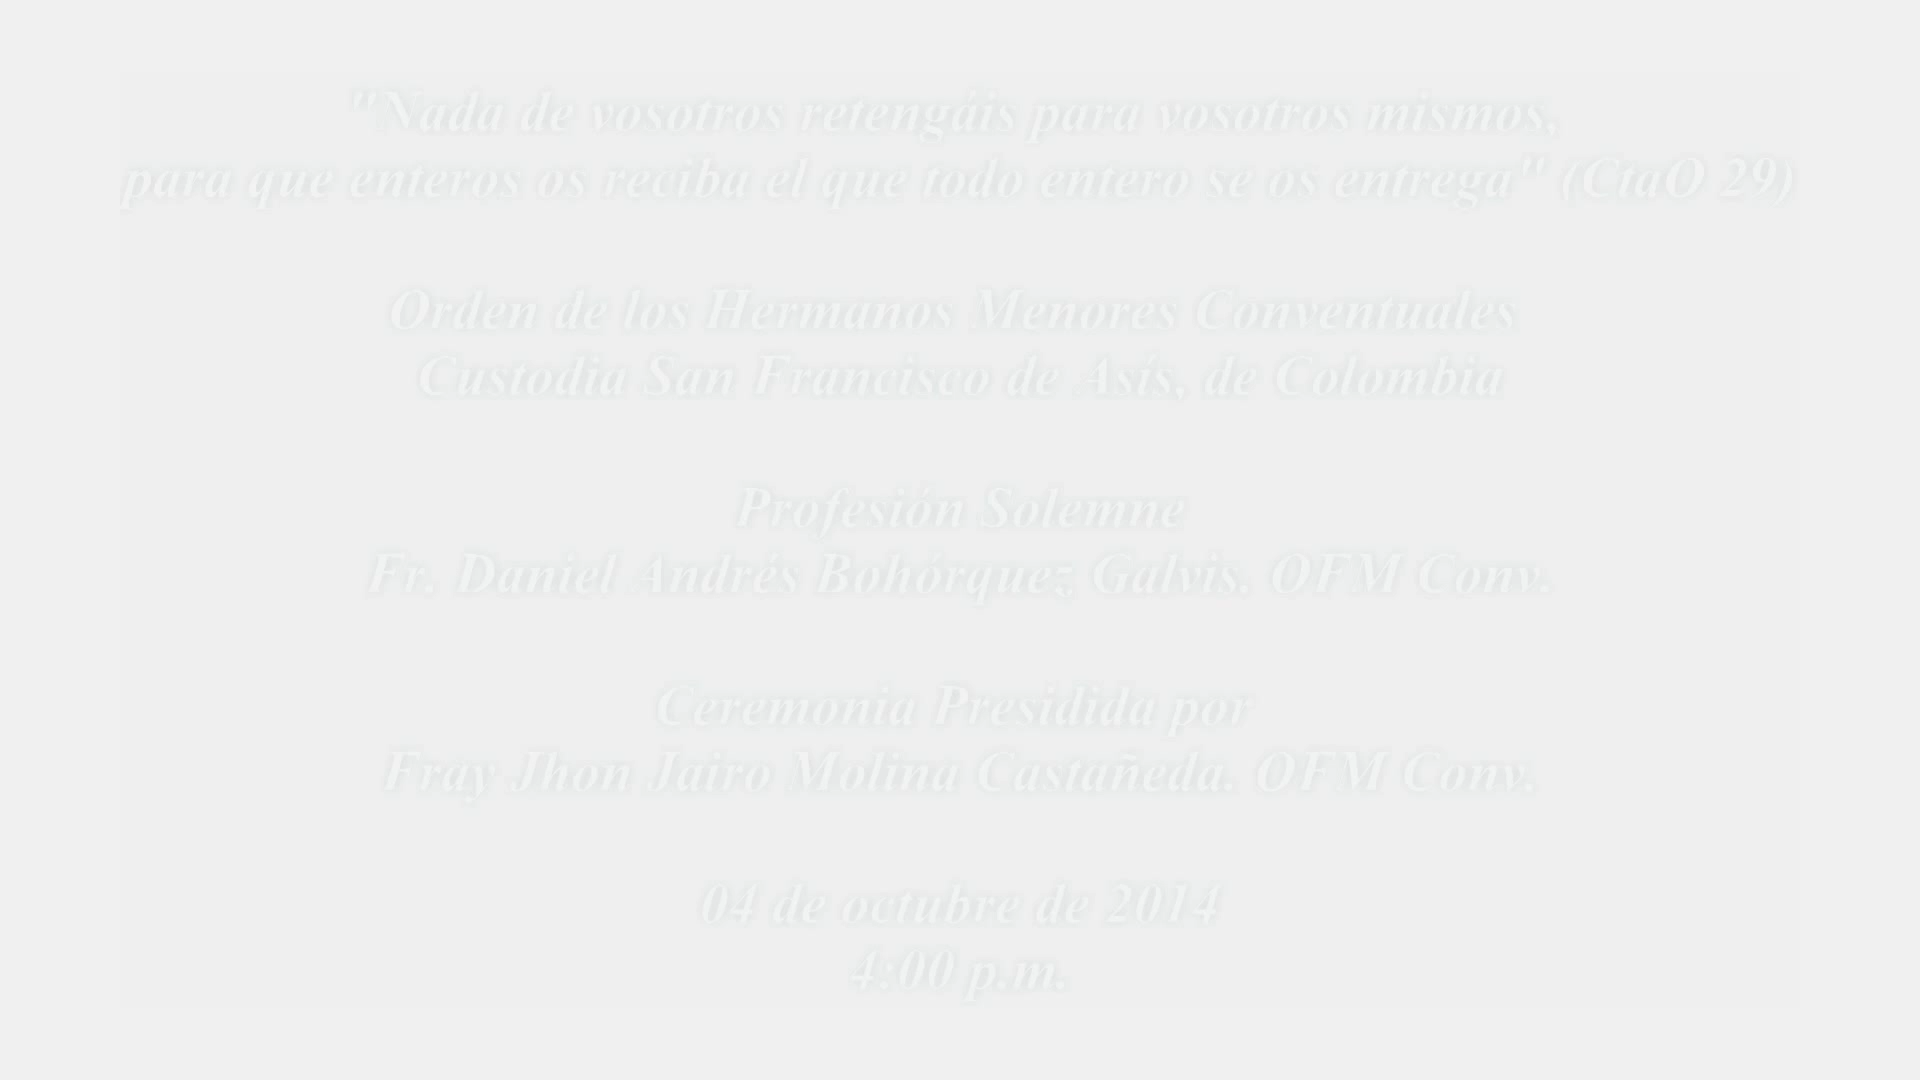 "Nada de vosotros retengáis para vosotros mismos,
para que enteros os reciba el que todo entero se os entrega" (CtaO 29)
Orden de los Hermanos Menores Conventuales
Custodia San Francisco de Asís, de Colombia
Profesión Solemne
Fr. Daniel Andrés Bohórquez Galvis. OFM Conv.
Ceremonia Presidida por
Fray Jhon Jairo Molina Castañeda. OFM Conv.
04 de octubre de 2014
4:00 p.m.